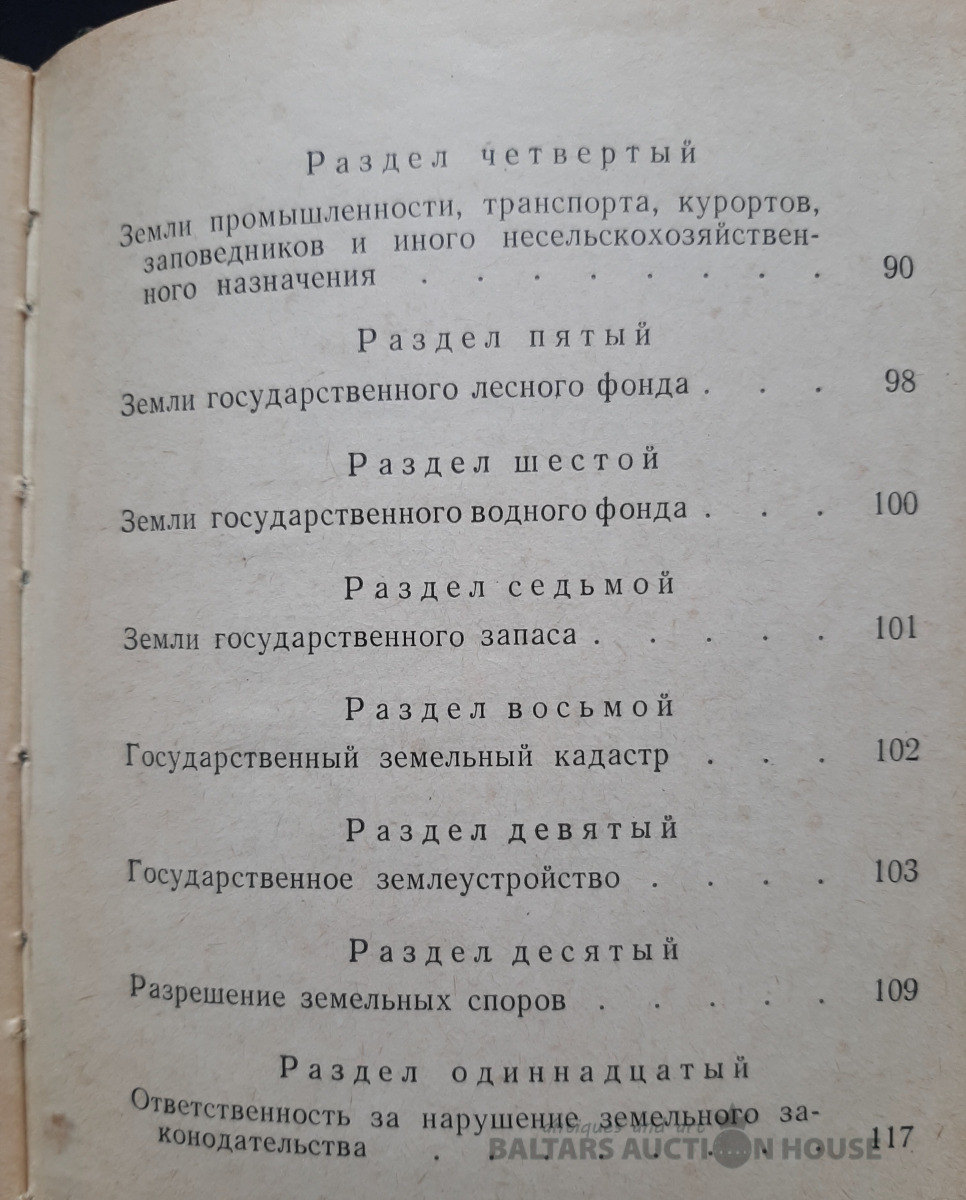 Раздел четвертый
Земли промышленности, транспорта, курортов,
заповедников и иного несельскохозяйствен-
ного назначения . . . . . . . . 90
Раздел пятый
Земли государственного лесного фонда . . . 98
Раздел шестой
Земли государственного водного фонда . . . 100
Раздел седьмой
Земли государственного запаса . . . . . 101
Раздел восьмой
Государственный земельный кадастр . . . 102
Раздел девятый
Государственное землеустройство . . . . 103
Раздел десятый
Разрешение земельных споров . . . . . 109
Раздел одиннадцатый
Ответственность за нарушение земельного за-
конодательства . . . . . . . . 117
antiques and art
BALTARS AUCTION HOUSE